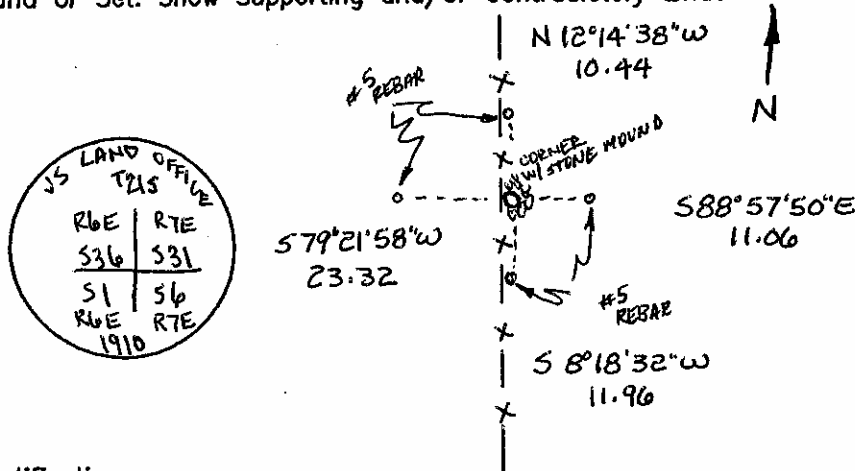 und or Set. Show Supporting and/or Contradictory
N 12°14'38"W
10.44
#5 REBAR
N
CORNER
W/ STONE MOUND
US LAND OFFICE
T21S
R6E R7E
S36 S31
S1 S6
R6E R7E
1910
S79°21'58"W
23.32
S88°57'50"E
11.06
#5
REBAR
S 8°18'32"W
11.96